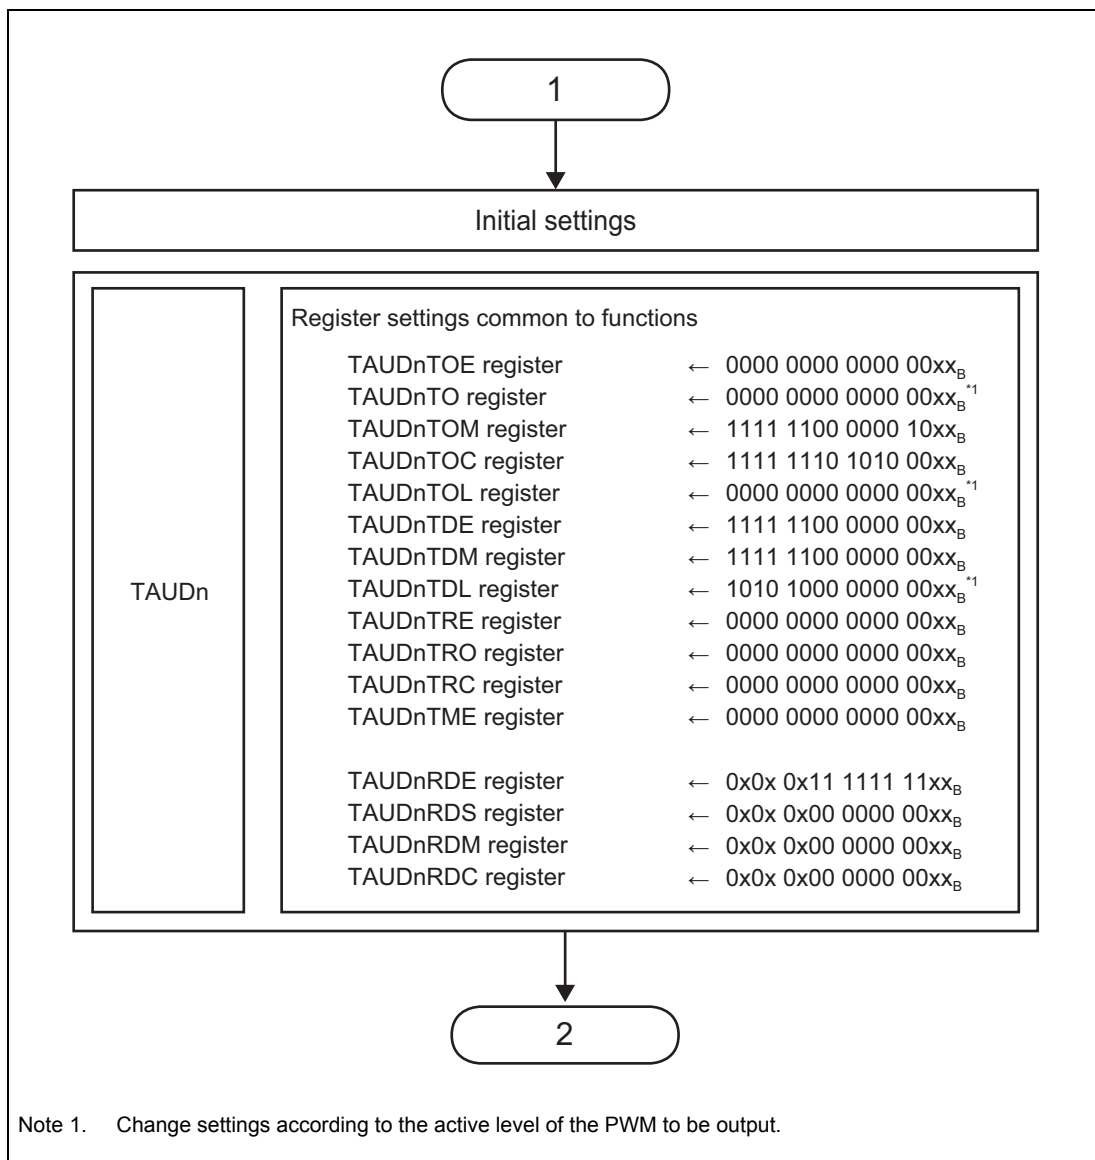 1
Initial settings
TAUDn
Register settings common to functions
TAUDnTOE register ← 0000 0000 0000 00xxB
TAUDnTO register ← 0000 0000 0000 00xxB*1
TAUDnTOM register ← 1111 1100 0000 10xxB
TAUDnTOC register ← 1111 1110 1010 00xxB
TAUDnTOL register ← 0000 0000 0000 00xxB*1
TAUDnTDE register ← 1111 1100 0000 00xxB
TAUDnTDM register ← 1111 1100 0000 00xxB
TAUDnTDL register ← 1010 1000 0000 00xxB*1
TAUDnTRE register ← 0000 0000 0000 00xxB
TAUDnTRO register ← 0000 0000 0000 00xxB
TAUDnTRC register ← 0000 0000 0000 00xxB
TAUDnTME register ← 0000 0000 0000 00xxB
TAUDnRDE register ← 0x0x 0x11 1111 11xxB
TAUDnRDS register ← 0x0x 0x00 0000 00xxB
TAUDnRDM register ← 0x0x 0x00 0000 00xxB
TAUDnRDC register ← 0x0x 0x00 0000 00xxB
2
Note 1. Change settings according to the active level of the PWM to be output.